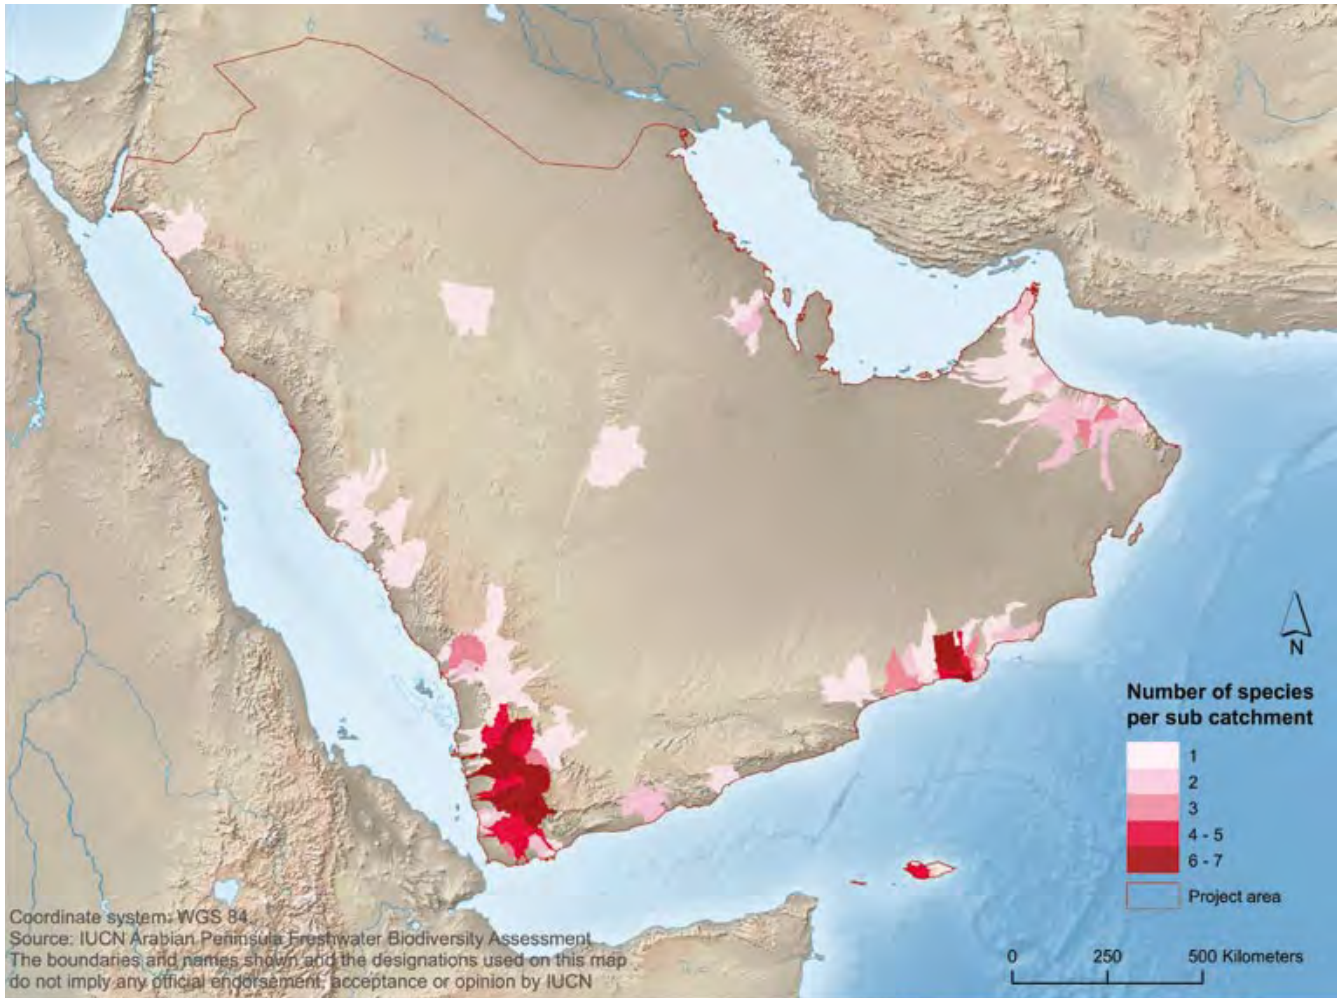 N
Number of species
per sub catchment
1
2
3
4 - 5
6 - 7
Project area
Coordinate system: WGS 84
Source: IUCN Arabian Peninsula Freshwater Biodiversity Assessment
The boundaries and names shown and the designations used on this map
do not imply any official endorsement, acceptance or opinion by IUCN
0 250 500 Kilometers